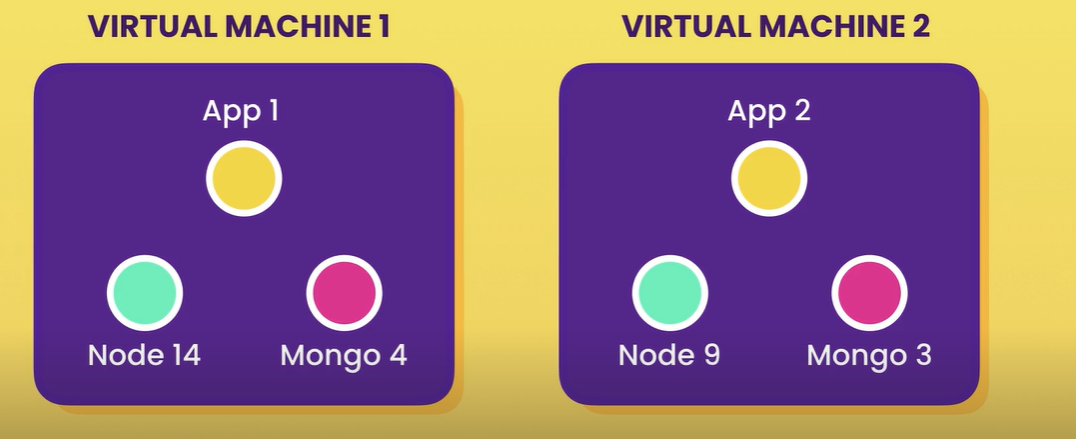 VIRTUAL MACHINE 1
App 1
Node 14
Mongo 4
VIRTUAL MACHINE 2
App 2
Node 9
Mongo 3